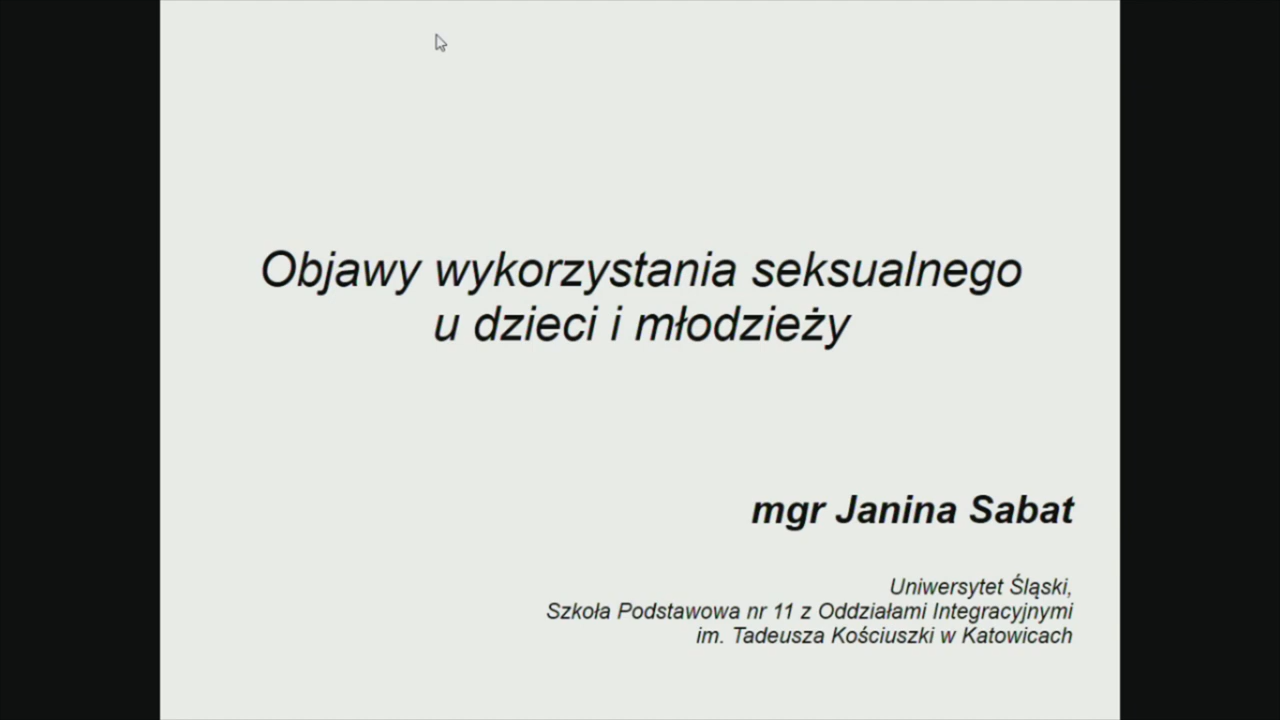 Objawy wykorzystania seksualnego
u dzieci i młodzieży
mgr Janina Sabat
Uniwersytet Śląski,
Szkoła Podstawowa nr 11 z Oddziałami Integracyjnymi
im. Tadeusza Kościuszki w Katowicach